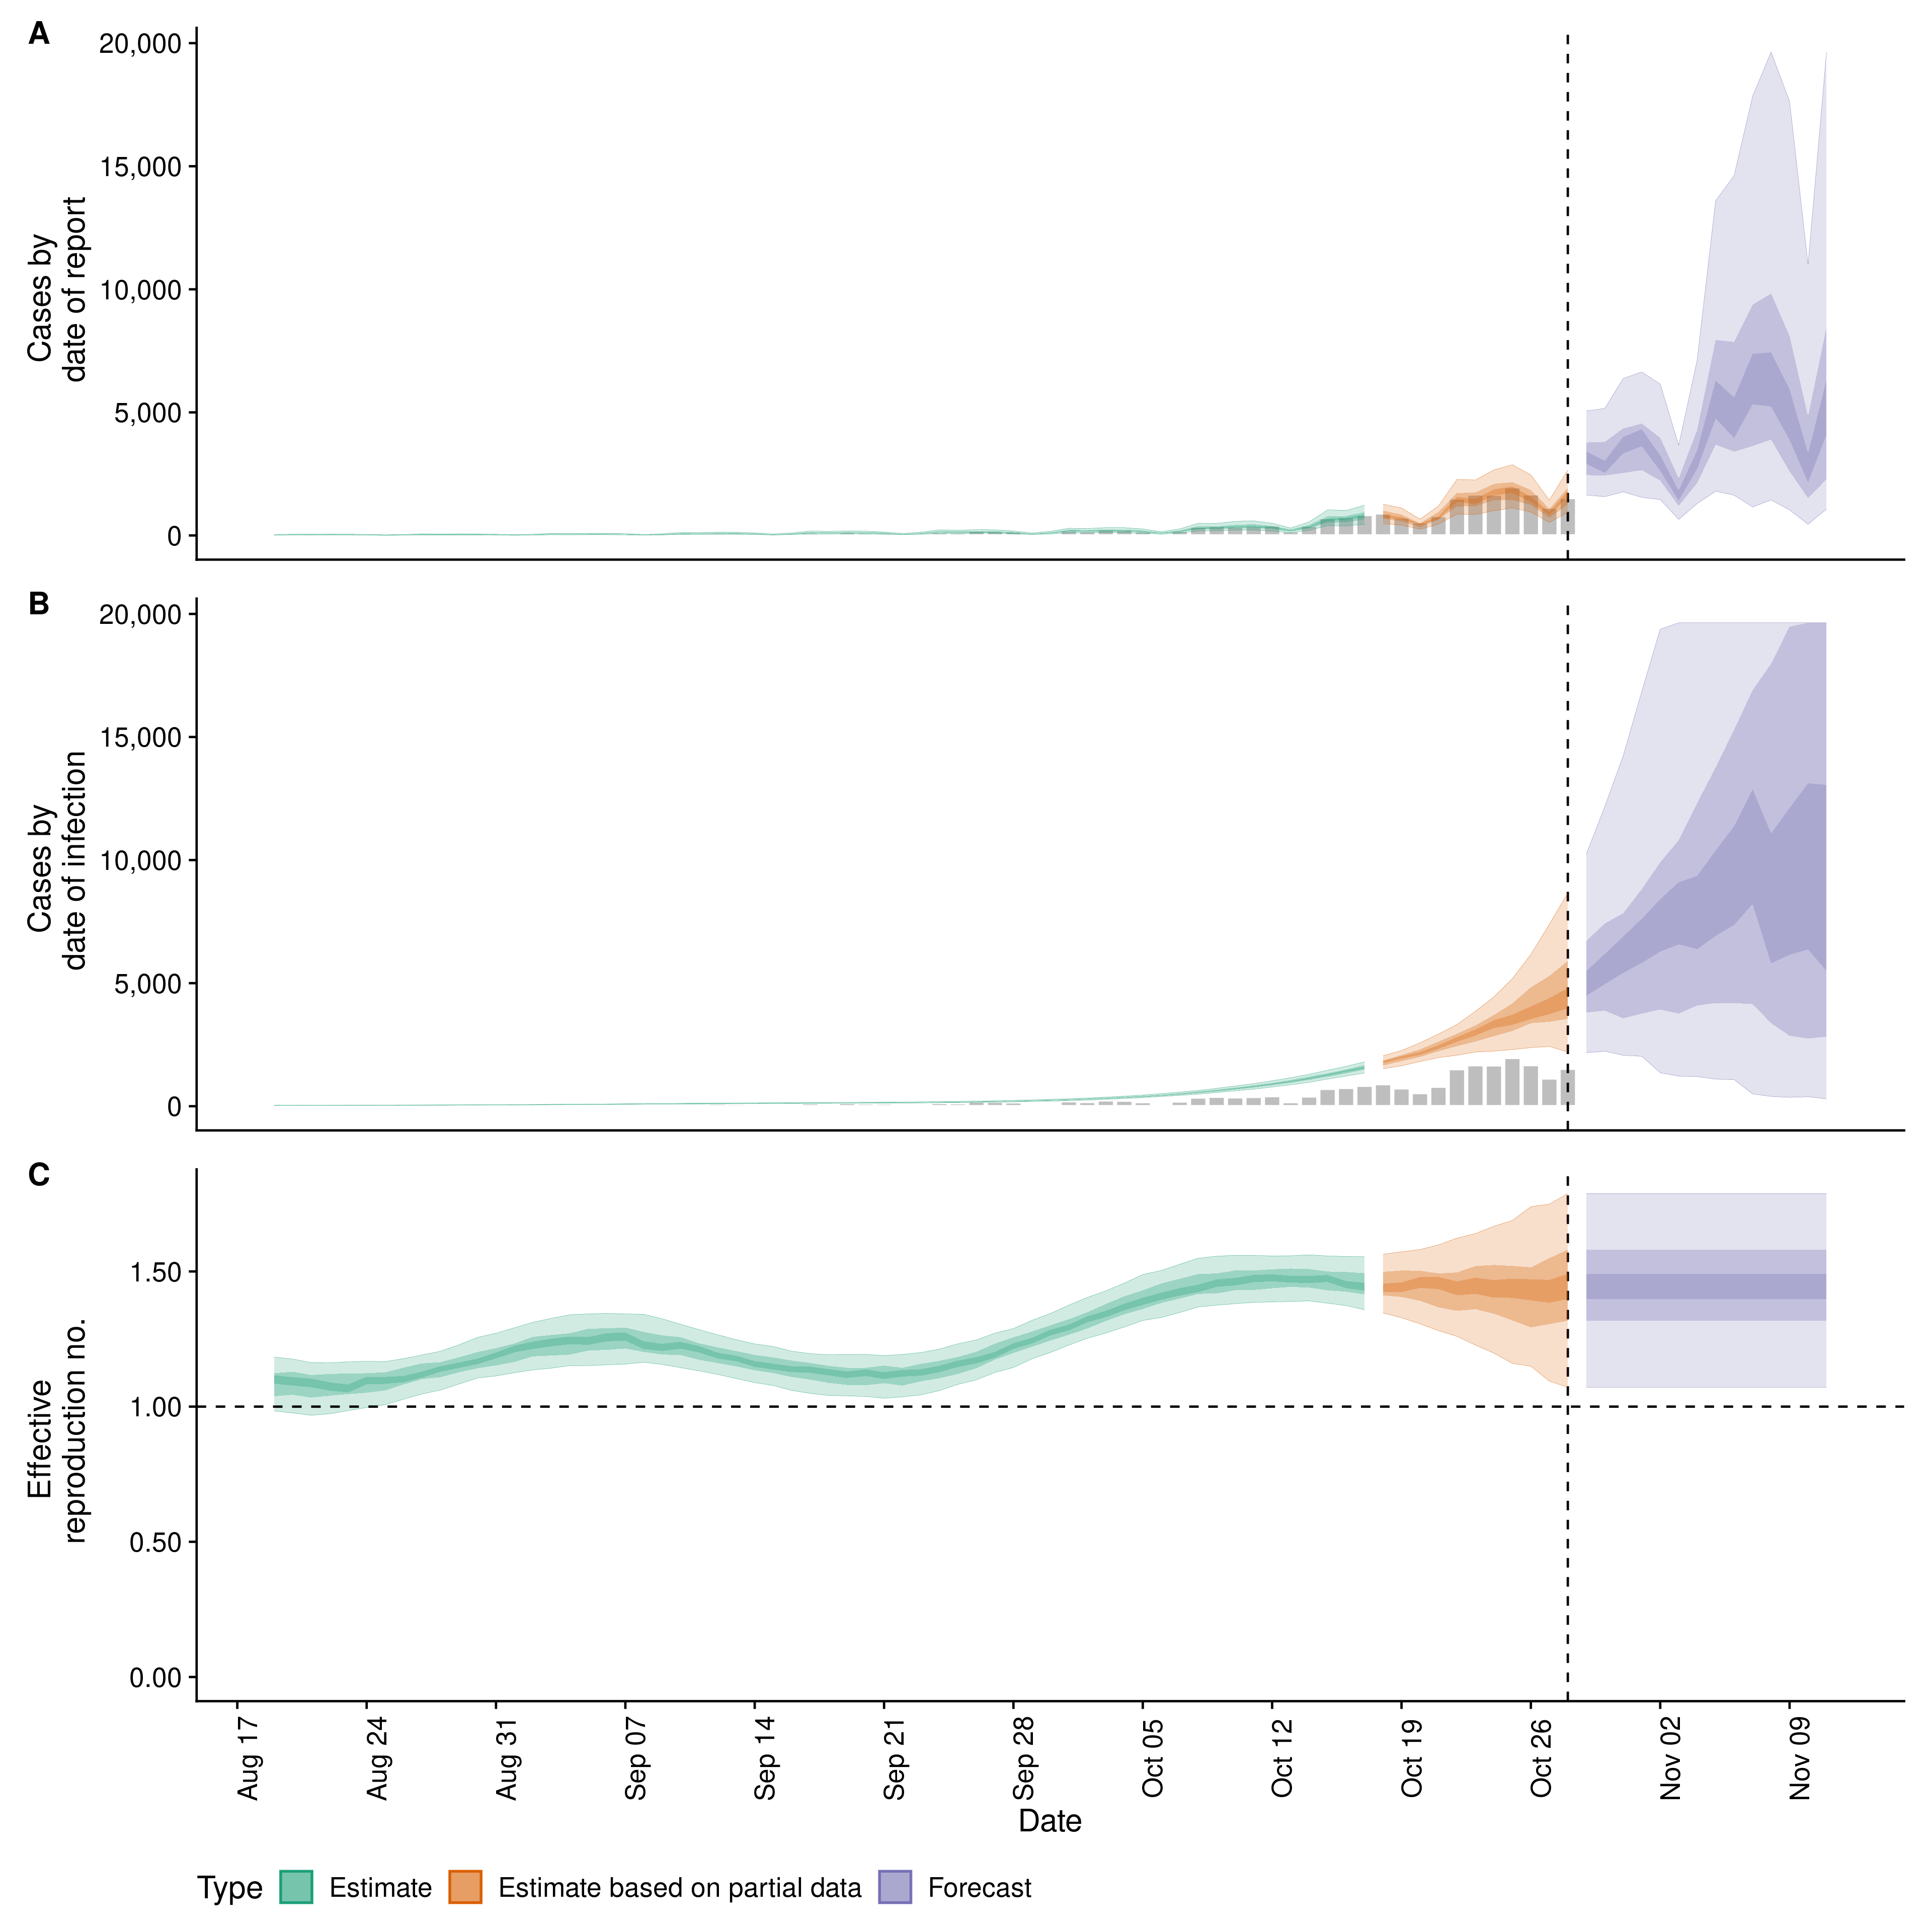 A
20,000
15,000
10,000
5,000
0
Cases by
date of report
B
20,000
15,000
10,000
5,000
0
Cases by
date of infection
C
1.50
1.00
0.50
0.00
Effective
reproduction no.
Aug 17
Aug 24
Aug 31
Sep 07
Sep 14
Sep 21
Sep 28
Oct 05
Oct 12
Oct 19
Oct 26
Nov 02
Nov 09
Date
Type Estimate Estimate based on partial data Forecast